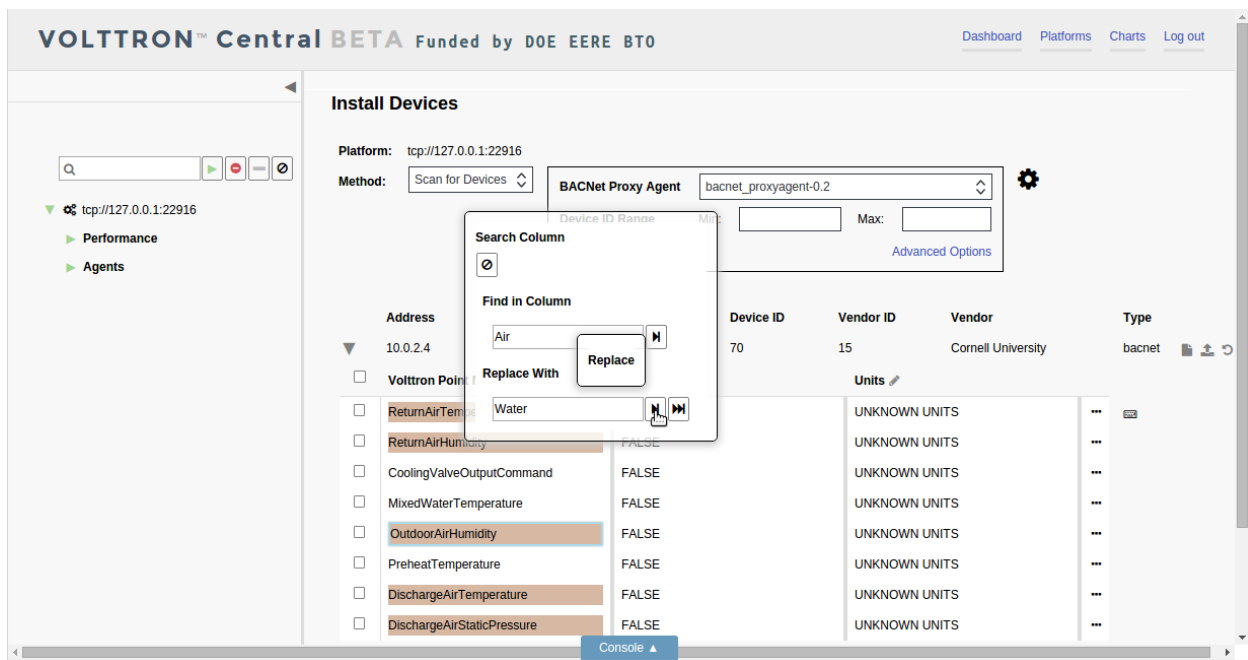 VOLTTRON™ Central BETA Funded by DOE EERE BTO
Dashboard Platforms Charts Log out
Install Devices
Platform: tcp://127.0.0.1:22916
Method: Scan for Devices
BACNet Proxy Agent bacnet_proxyagent-0.2
Device ID Range Min: Max:
Advanced Options
tcp://127.0.0.1:22916
Performance
Agents
Search Column
Find in Column
Air
Replace
Replace With
Water
Address Device ID Vendor ID Vendor Type
10.0.2.4 70 15 Cornell University bacnet
Volttron Point Units
UNKNOWN UNITS
ReturnAirHumidity FALSE UNKNOWN UNITS
CoolingValveOutputCommand FALSE UNKNOWN UNITS
MixedWaterTemperature FALSE UNKNOWN UNITS
OutdoorAirHumidity FALSE UNKNOWN UNITS
PreheatTemperature FALSE UNKNOWN UNITS
DischargeAirTemperature FALSE UNKNOWN UNITS
DischargeAirStaticPressure FALSE UNKNOWN UNITS
Console ▲